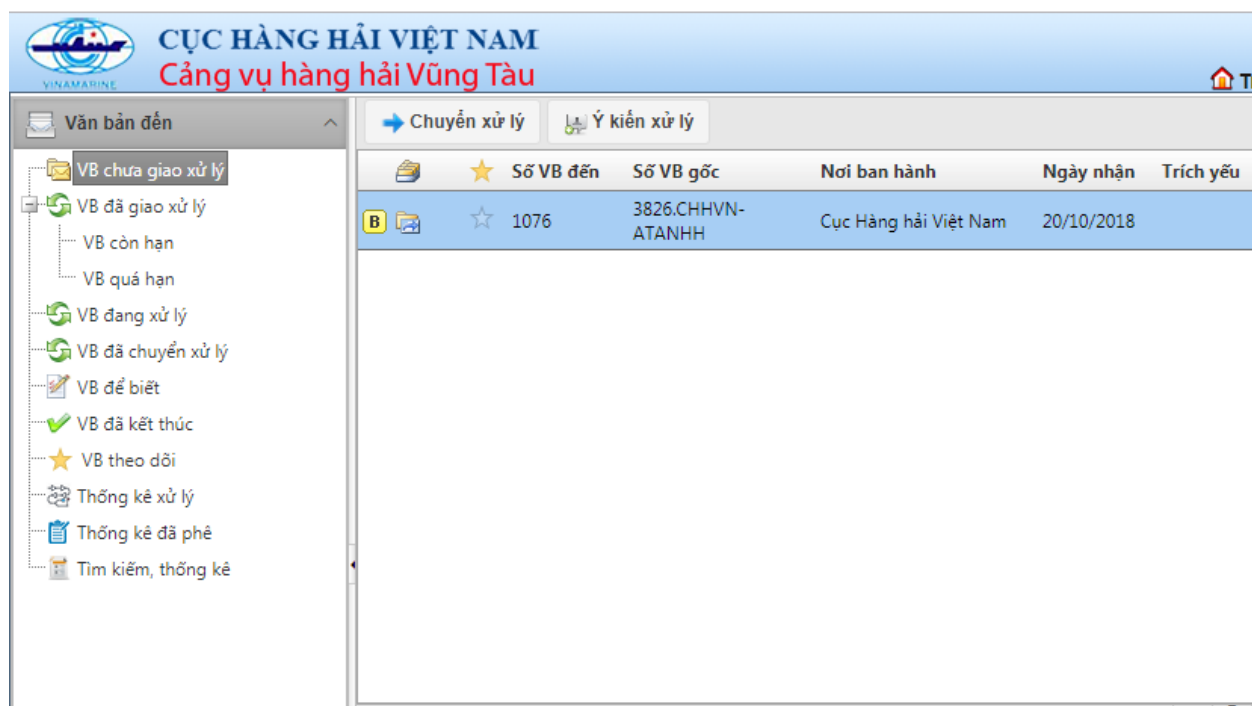 CỤC HÀNG HẢI VIỆT NAM
VINAMARINE
Cảng vụ hàng hải Vũng Tàu
Văn bản đến
Chuyển xử lý
Ý kiến xử lý
VB chưa giao xử lý
VB đã giao xử lý
VB còn hạn
VB quá hạn
VB đang xử lý
VB đã chuyển xử lý
VB để biết
VB đã kết thúc
VB theo dõi
Thống kê xử lý
Thống kê đã phê
Tìm kiếm, thống kê
Số VB đến Số VB gốc Nơi ban hành Ngày nhận Trích yếu
B 1076 3826.CHHVN-
ATANHH Cục Hàng hải Việt Nam 20/10/2018